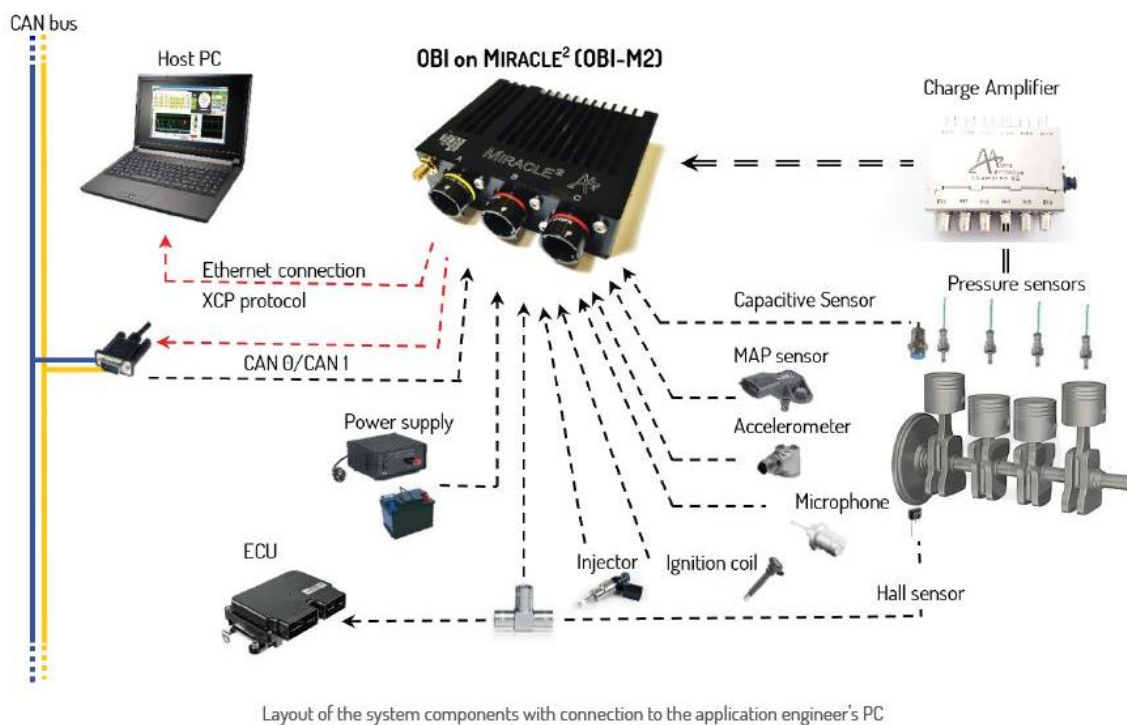 CAN bus
Host PC
OBI on MIRACLE² (OBI-M2)
Charge Amplifier
MIRACLE²
A
B
C
Ethernet connection
XCP protocol
Pressure sensors
Capacitive Sensor
CAN 0/CAN 1
MAP sensor
Power supply
Accelerometer
Microphone
ECU
Injector
Ignition coil
Hall sensor
Layout of the system components with connection to the application engineer's PC